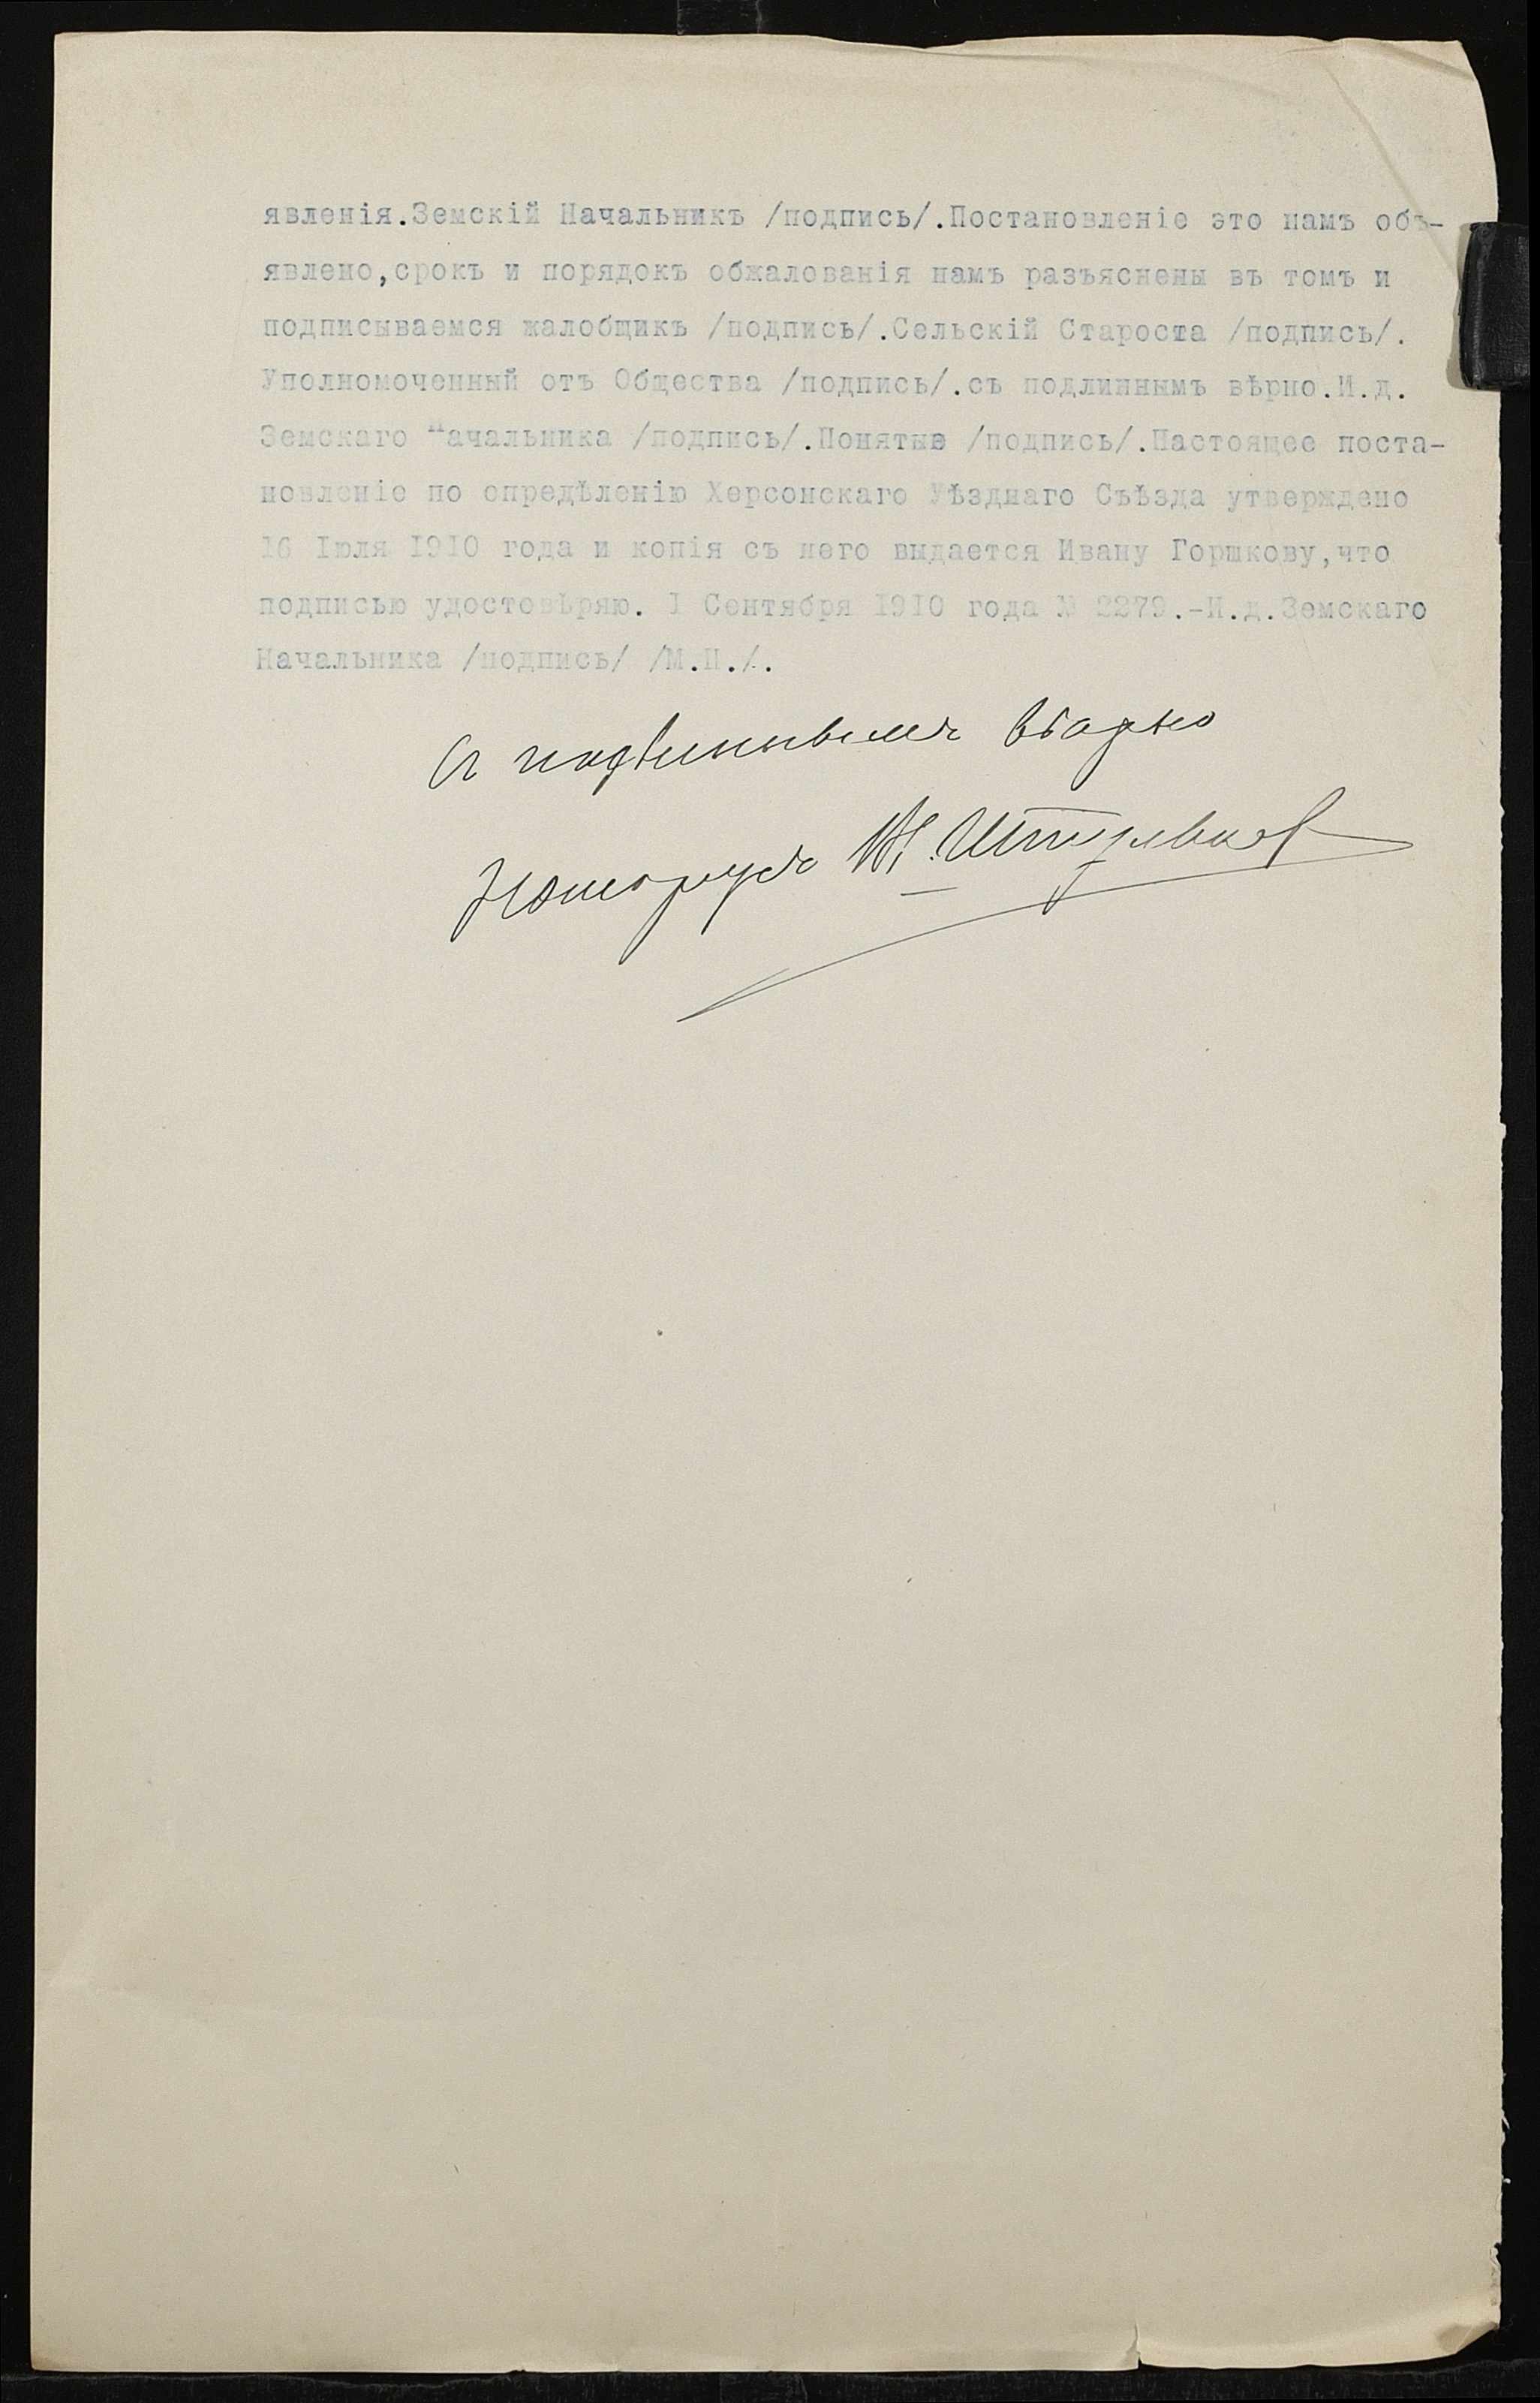 явленія.Земскій Начальникъ /подпись/.Постановленіе это намъ объ-
явлено,срокъ и порядокъ обжалованія намъ разъяснены въ томъ и
подписываемся жалобщикъ /подпись/.Сельскій Староста /подпись/.
Уполномоченный отъ Общества /подпись/.съ подлиннымъ вѣрно.И.д.
Земскаго Начальника /подпись/.Понятые /подпись/.Настоящее поста-
новленіе по опредѣленію Херсонскаго Уѣзднаго Съѣзда утверждено
16 Іюля 1910 года и копія съ него выдается Ивану Горшкову,что
подписью удостовѣряю. I Сентября 1910 года № 2279.-И.д.Земскаго
Начальника /подпись/ /М.П./.
Съ подлиннымъ вѣрно
Нотаріусъ